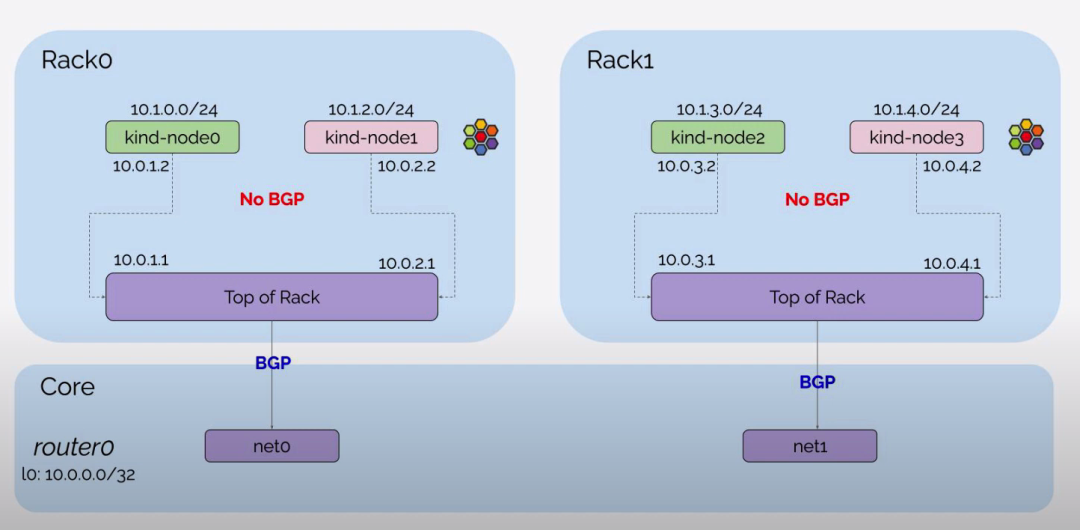 Rack0
10.1.0.0/24
10.1.2.0/24
kind-node0
kind-node1
10.0.1.2
10.0.2.2
No BGP
10.0.1.1
10.0.2.1
Top of Rack
BGP
Rack1
10.1.3.0/24
10.1.4.0/24
kind-node2
kind-node3
10.0.3.2
10.0.4.2
No BGP
10.0.3.1
10.0.4.1
Top of Rack
BGP
Core
router0
l0: 10.0.0.0/32
net0
net1